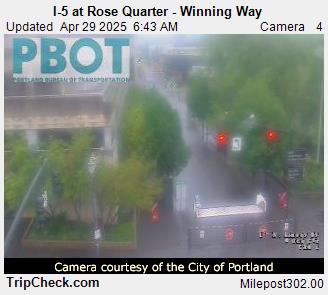 I-5 at Rose Quarter - Winning Way
Updated Apr 29 2025 6:43 AM Camera 4
PBOT
PORTLAND BUREAU OF TRANSPORTATION
Camera courtesy of the City of Portland
TripCheck.com Milepost302.00